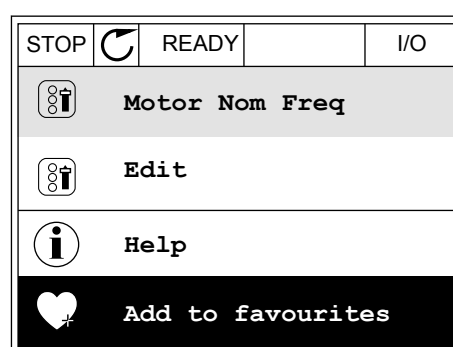 STOP READY I/O
Motor Nom Freq
Edit
Help
Add to favourites